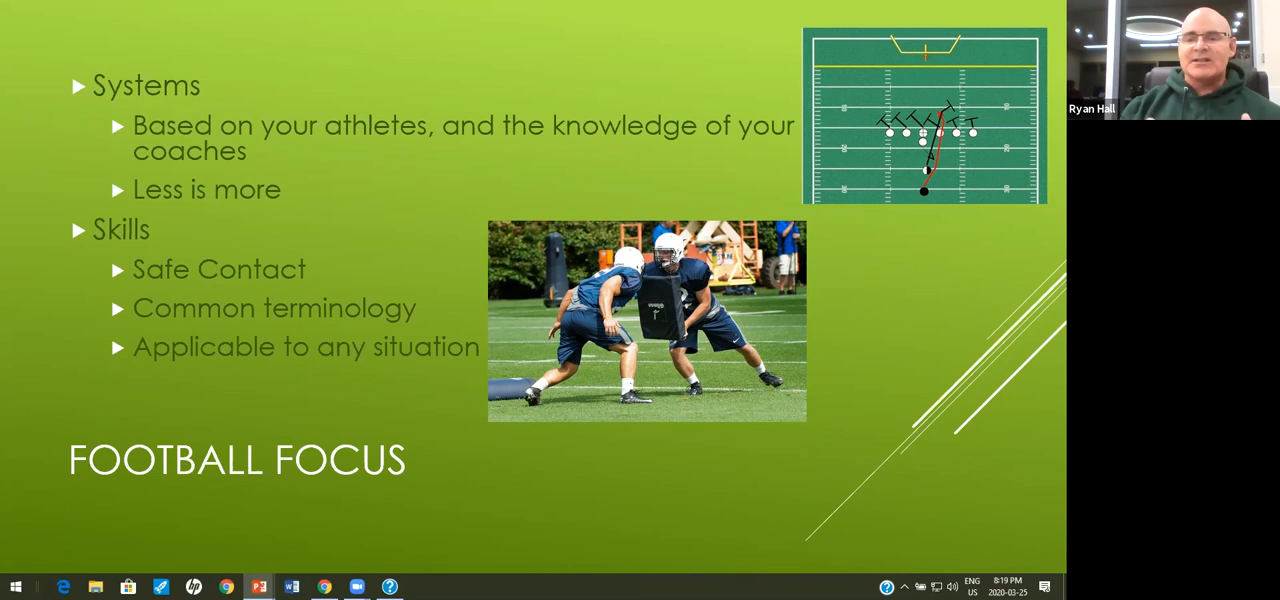 Systems
Based on your athletes, and the knowledge of your
coaches
Less is more
Skills
Safe Contact
Common terminology
Applicable to any situation
FOOTBALL FOCUS
Ryan Hall
ENG
US
8:19 PM
2020-03-25